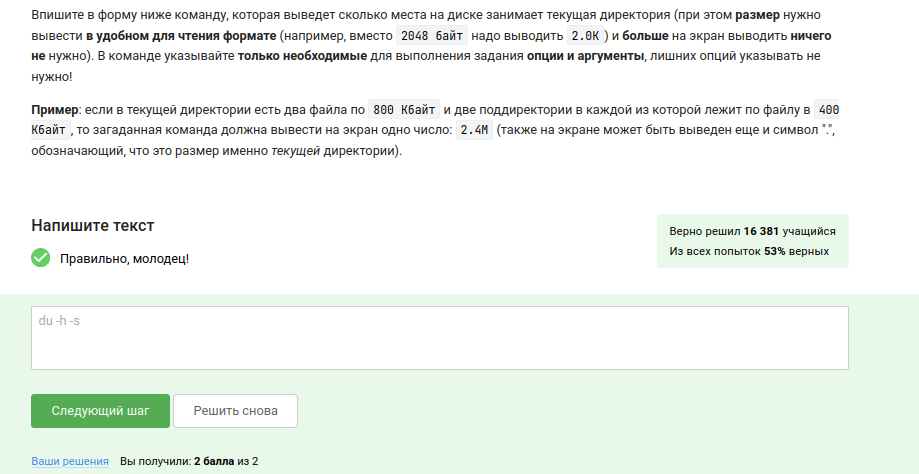 Впишите в форму ниже команду, которая выведет сколько места на диске занимает текущая директория (при этом размер нужно
вывести в удобном для чтения формате (например, вместо 2048 байт надо выводить 2.0K ) и больше на экран выводить ничего
не нужно). В команде указывайте только необходимые для выполнения задания опции и аргументы, лишних опций указывать не
нужно!
Пример: если в текущей директории есть два файла по 800 Кбайт и две поддиректории в каждой из которой лежит по файлу в 400
Кбайт , то загаданная команда должна вывести на экран одно число: 2.4M (также на экране может быть выведен еще и символ ".",
обозначающий, что это размер именно текущей директории).
Напишите текст
Верно решил 16 381 учащийся
Из всех попыток 53% верных
Правильно, молодец!
du -h -s
Следующий шаг
Решить снова
Ваши решения Вы получили: 2 балла из 2